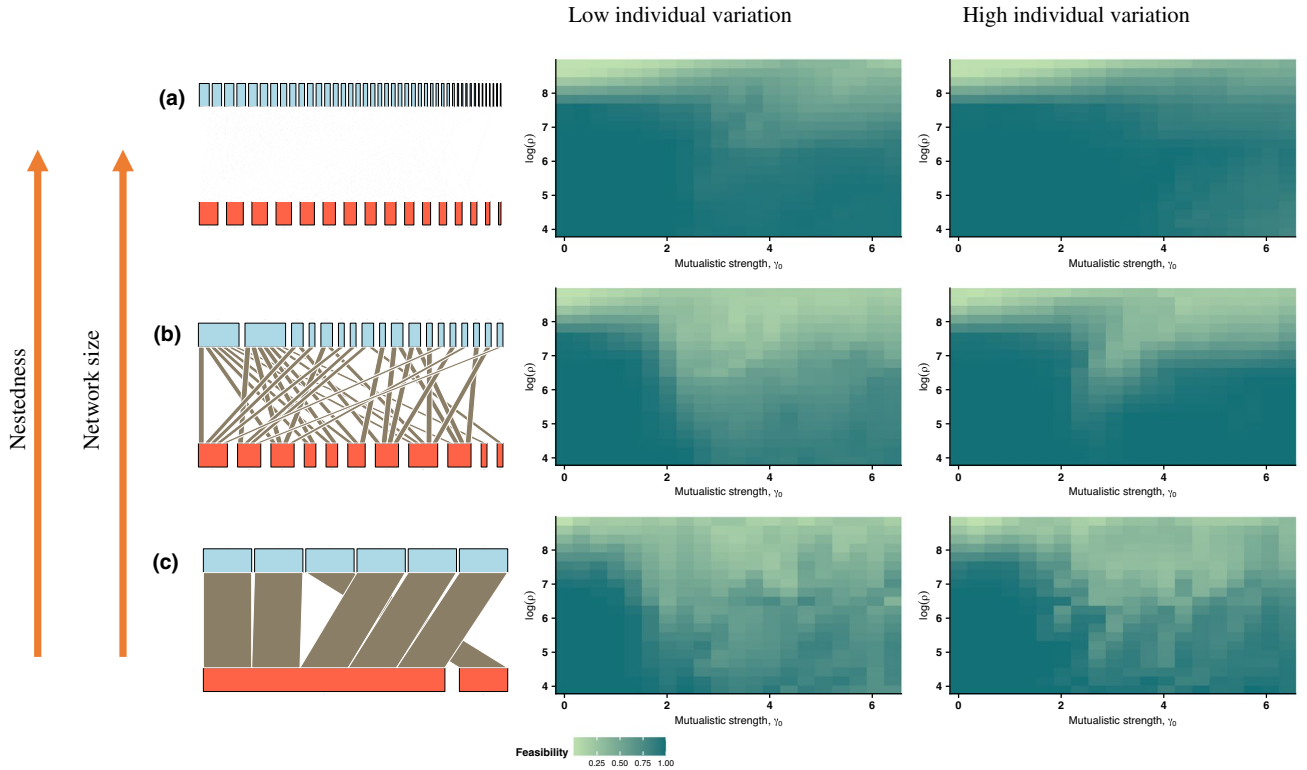 Low individual variation
High individual variation
Nestedness
Network size
(a)
log(ρ)
8
7
6
5
4
0
2
4
6
Mutualistic strength, γ₀
log(ρ)
8
7
6
5
4
0
2
4
6
Mutualistic strength, γ₀
(b)
log(ρ)
8
7
6
5
4
0
2
4
6
Mutualistic strength, γ₀
log(ρ)
8
7
6
5
4
0
2
4
6
Mutualistic strength, γ₀
(c)
log(ρ)
8
7
6
5
4
0
2
4
6
Mutualistic strength, γ₀
log(ρ)
8
7
6
5
4
0
2
4
6
Mutualistic strength, γ₀
Feasibility
0.25 0.50 0.75 1.00